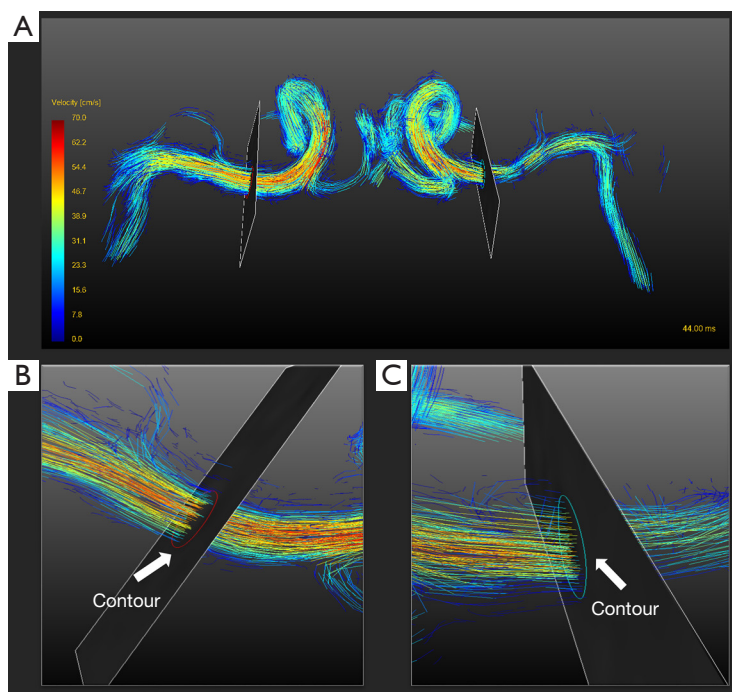 A
Velocity [cm/s]
70.0
62.2
54.4
46.7
38.9
31.1
23.3
15.6
7.8
0.0
44.00 ms
B
Contour
C
Contour